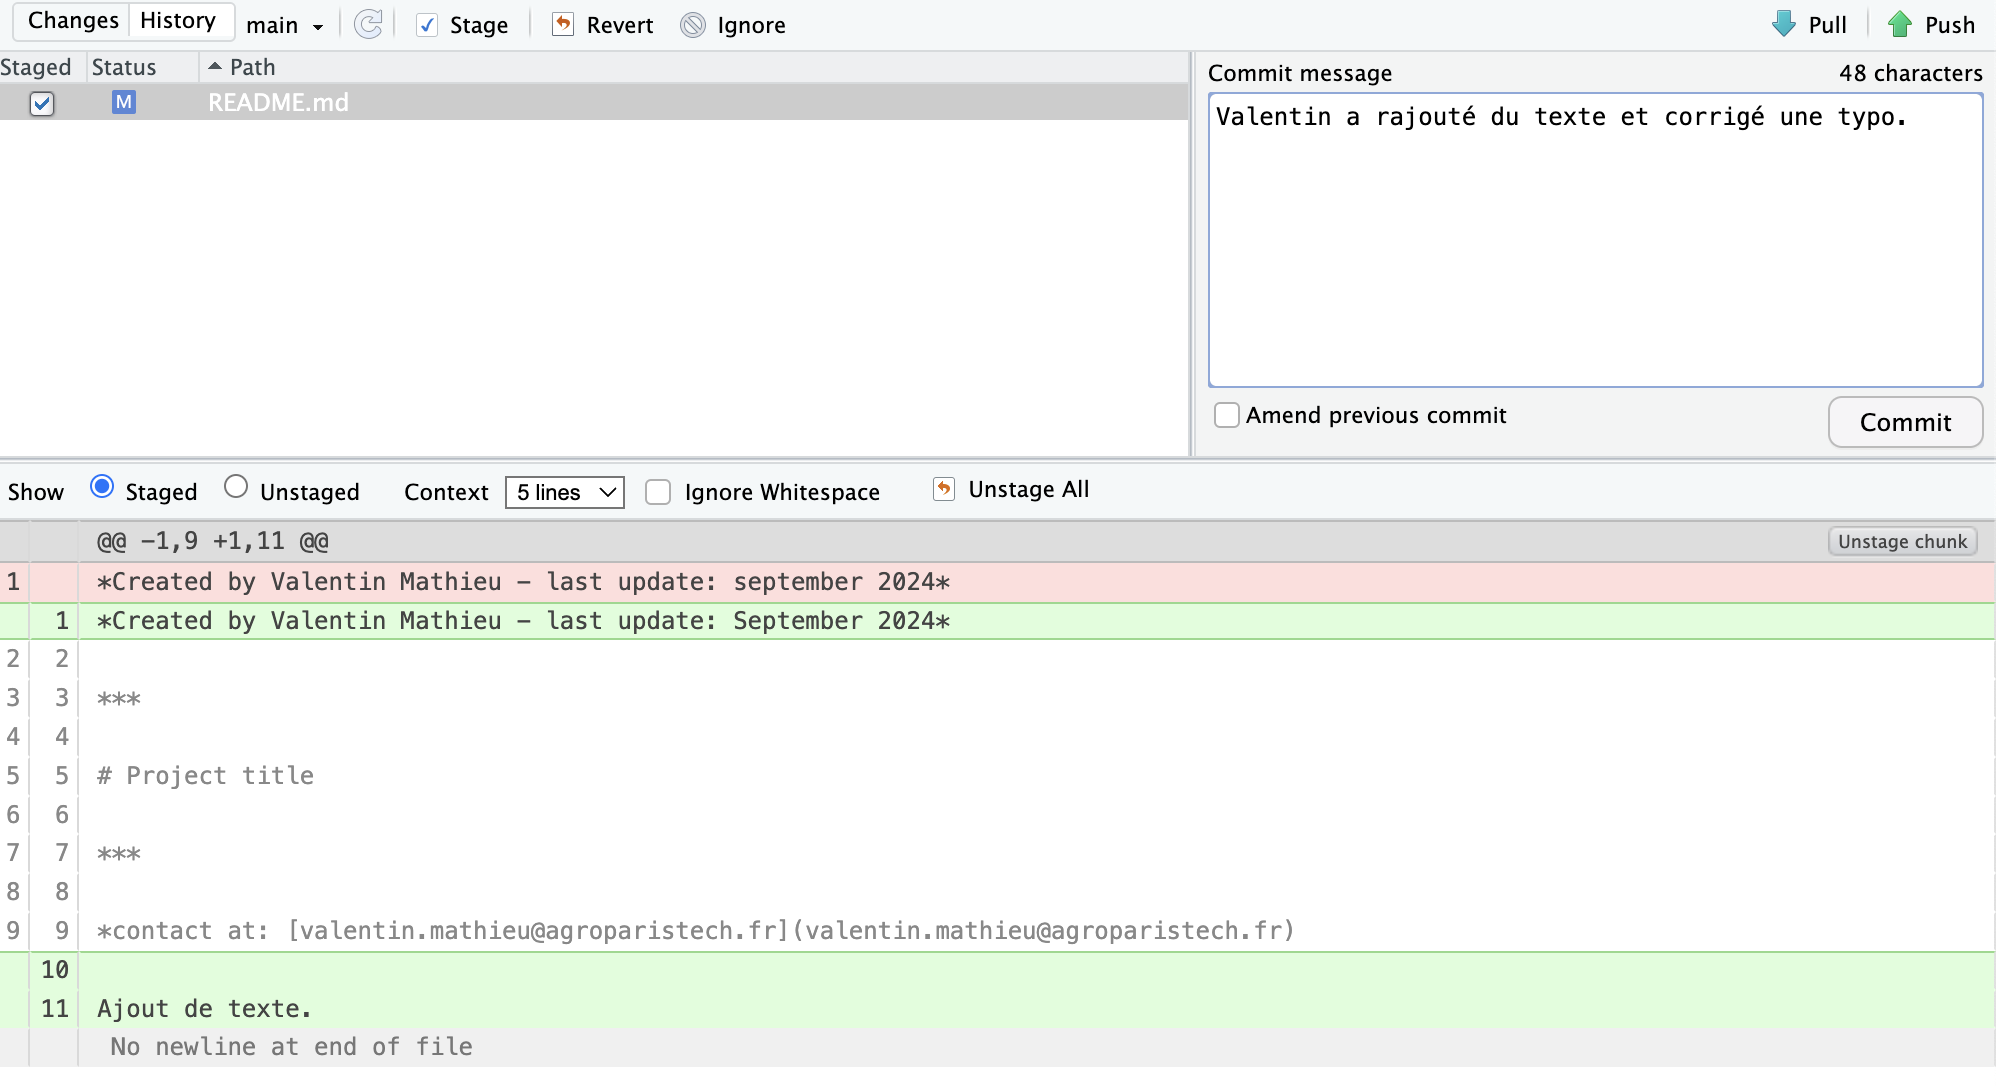 Changes History main Stage Revert Ignore Pull Push
Staged Status Path
M README.md
Commit message 48 characters
Valentin a rajouté du texte et corrigé une typo.
Amend previous commit Commit
Show Staged Unstaged Context 5 lines Ignore Whitespace Unstage All
@@ -1,9 +1,11 @@ Unstage chunk
1 *Created by Valentin Mathieu - last update: september 2024*
1 *Created by Valentin Mathieu - last update: September 2024*
2 2
3 3 ***
4 4
5 5 # Project title
6 6
7 7 ***
8 8
9 9 *contact at: [valentin.mathieu@agroparistech.fr](valentin.mathieu@agroparistech.fr)
10
11 Ajout de texte.
No newline at end of file